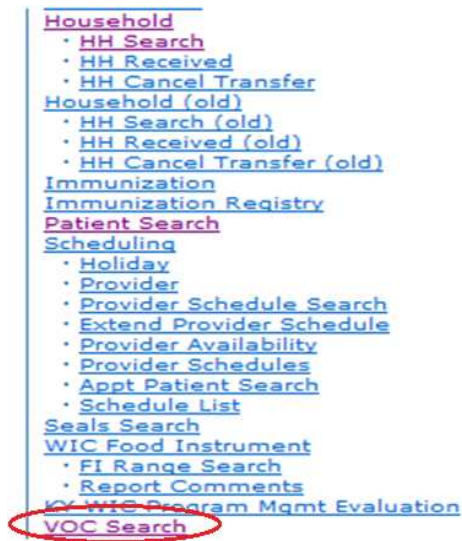 Household
· HH Search
· HH Received
· HH Cancel Transfer
Household (old)
· HH Search (old)
· HH Received (old)
· HH Cancel Transfer (old)
Immunization
Immunization Registry
Patient Search
Scheduling
· Holiday
· Provider
· Provider Schedule Search
· Extend Provider Schedule
· Provider Availability
· Provider Schedules
· Appt Patient Search
· Schedule List
Seals Search
WIC Food Instrument
· FI Range Search
· Report Comments
KY WIC Program Mgmt Evaluation
VOC Search